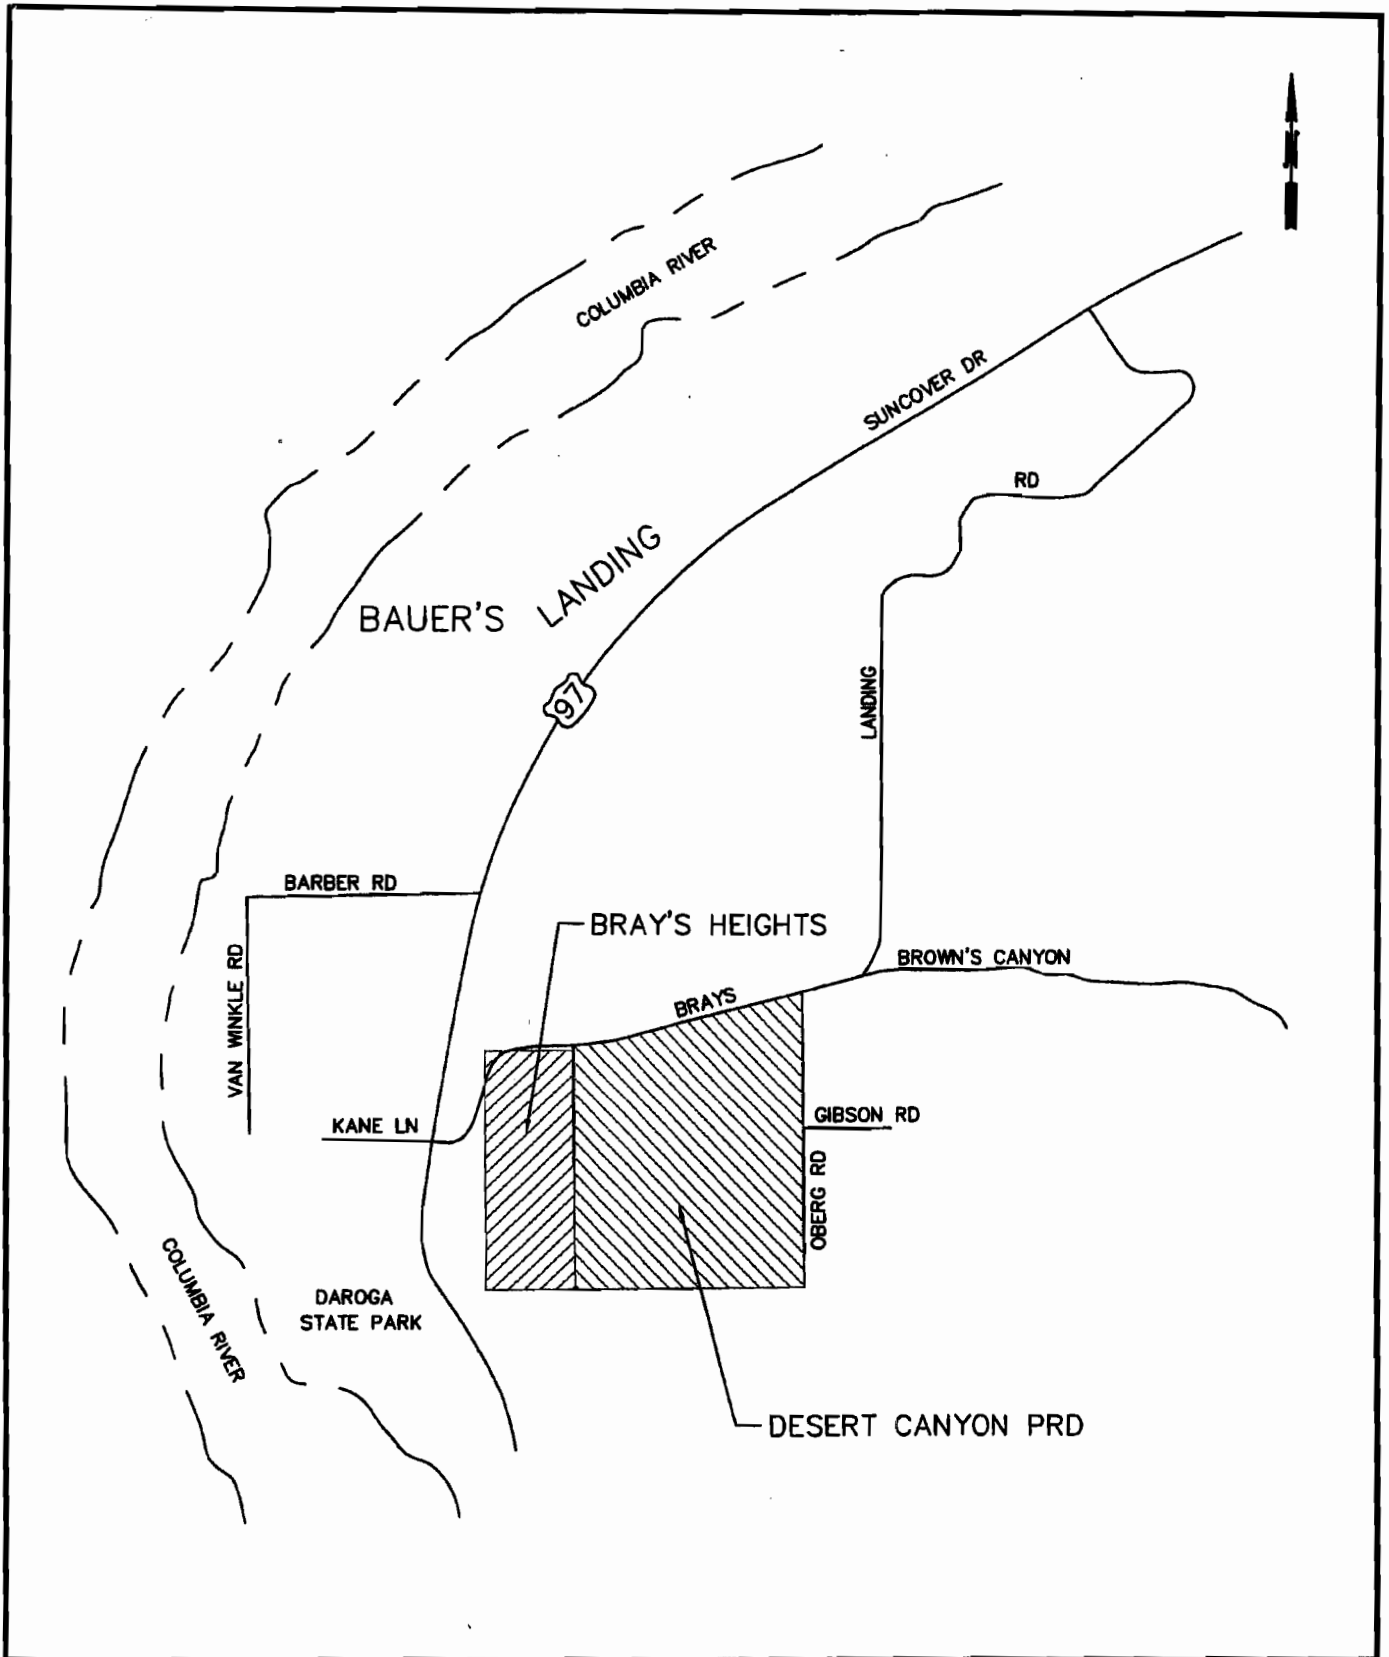 N
COLUMBIA RIVER
SUNCOVER DR
RD
BAUER'S LANDING
97
LANDING
BARBER RD
BRAY'S HEIGHTS
VAN WINKLE RD
BROWN'S CANYON
BRAYS
KANE LN
GIBSON RD
OBERG RD
COLUMBIA RIVER
DAROGA
STATE PARK
DESERT CANYON PRD